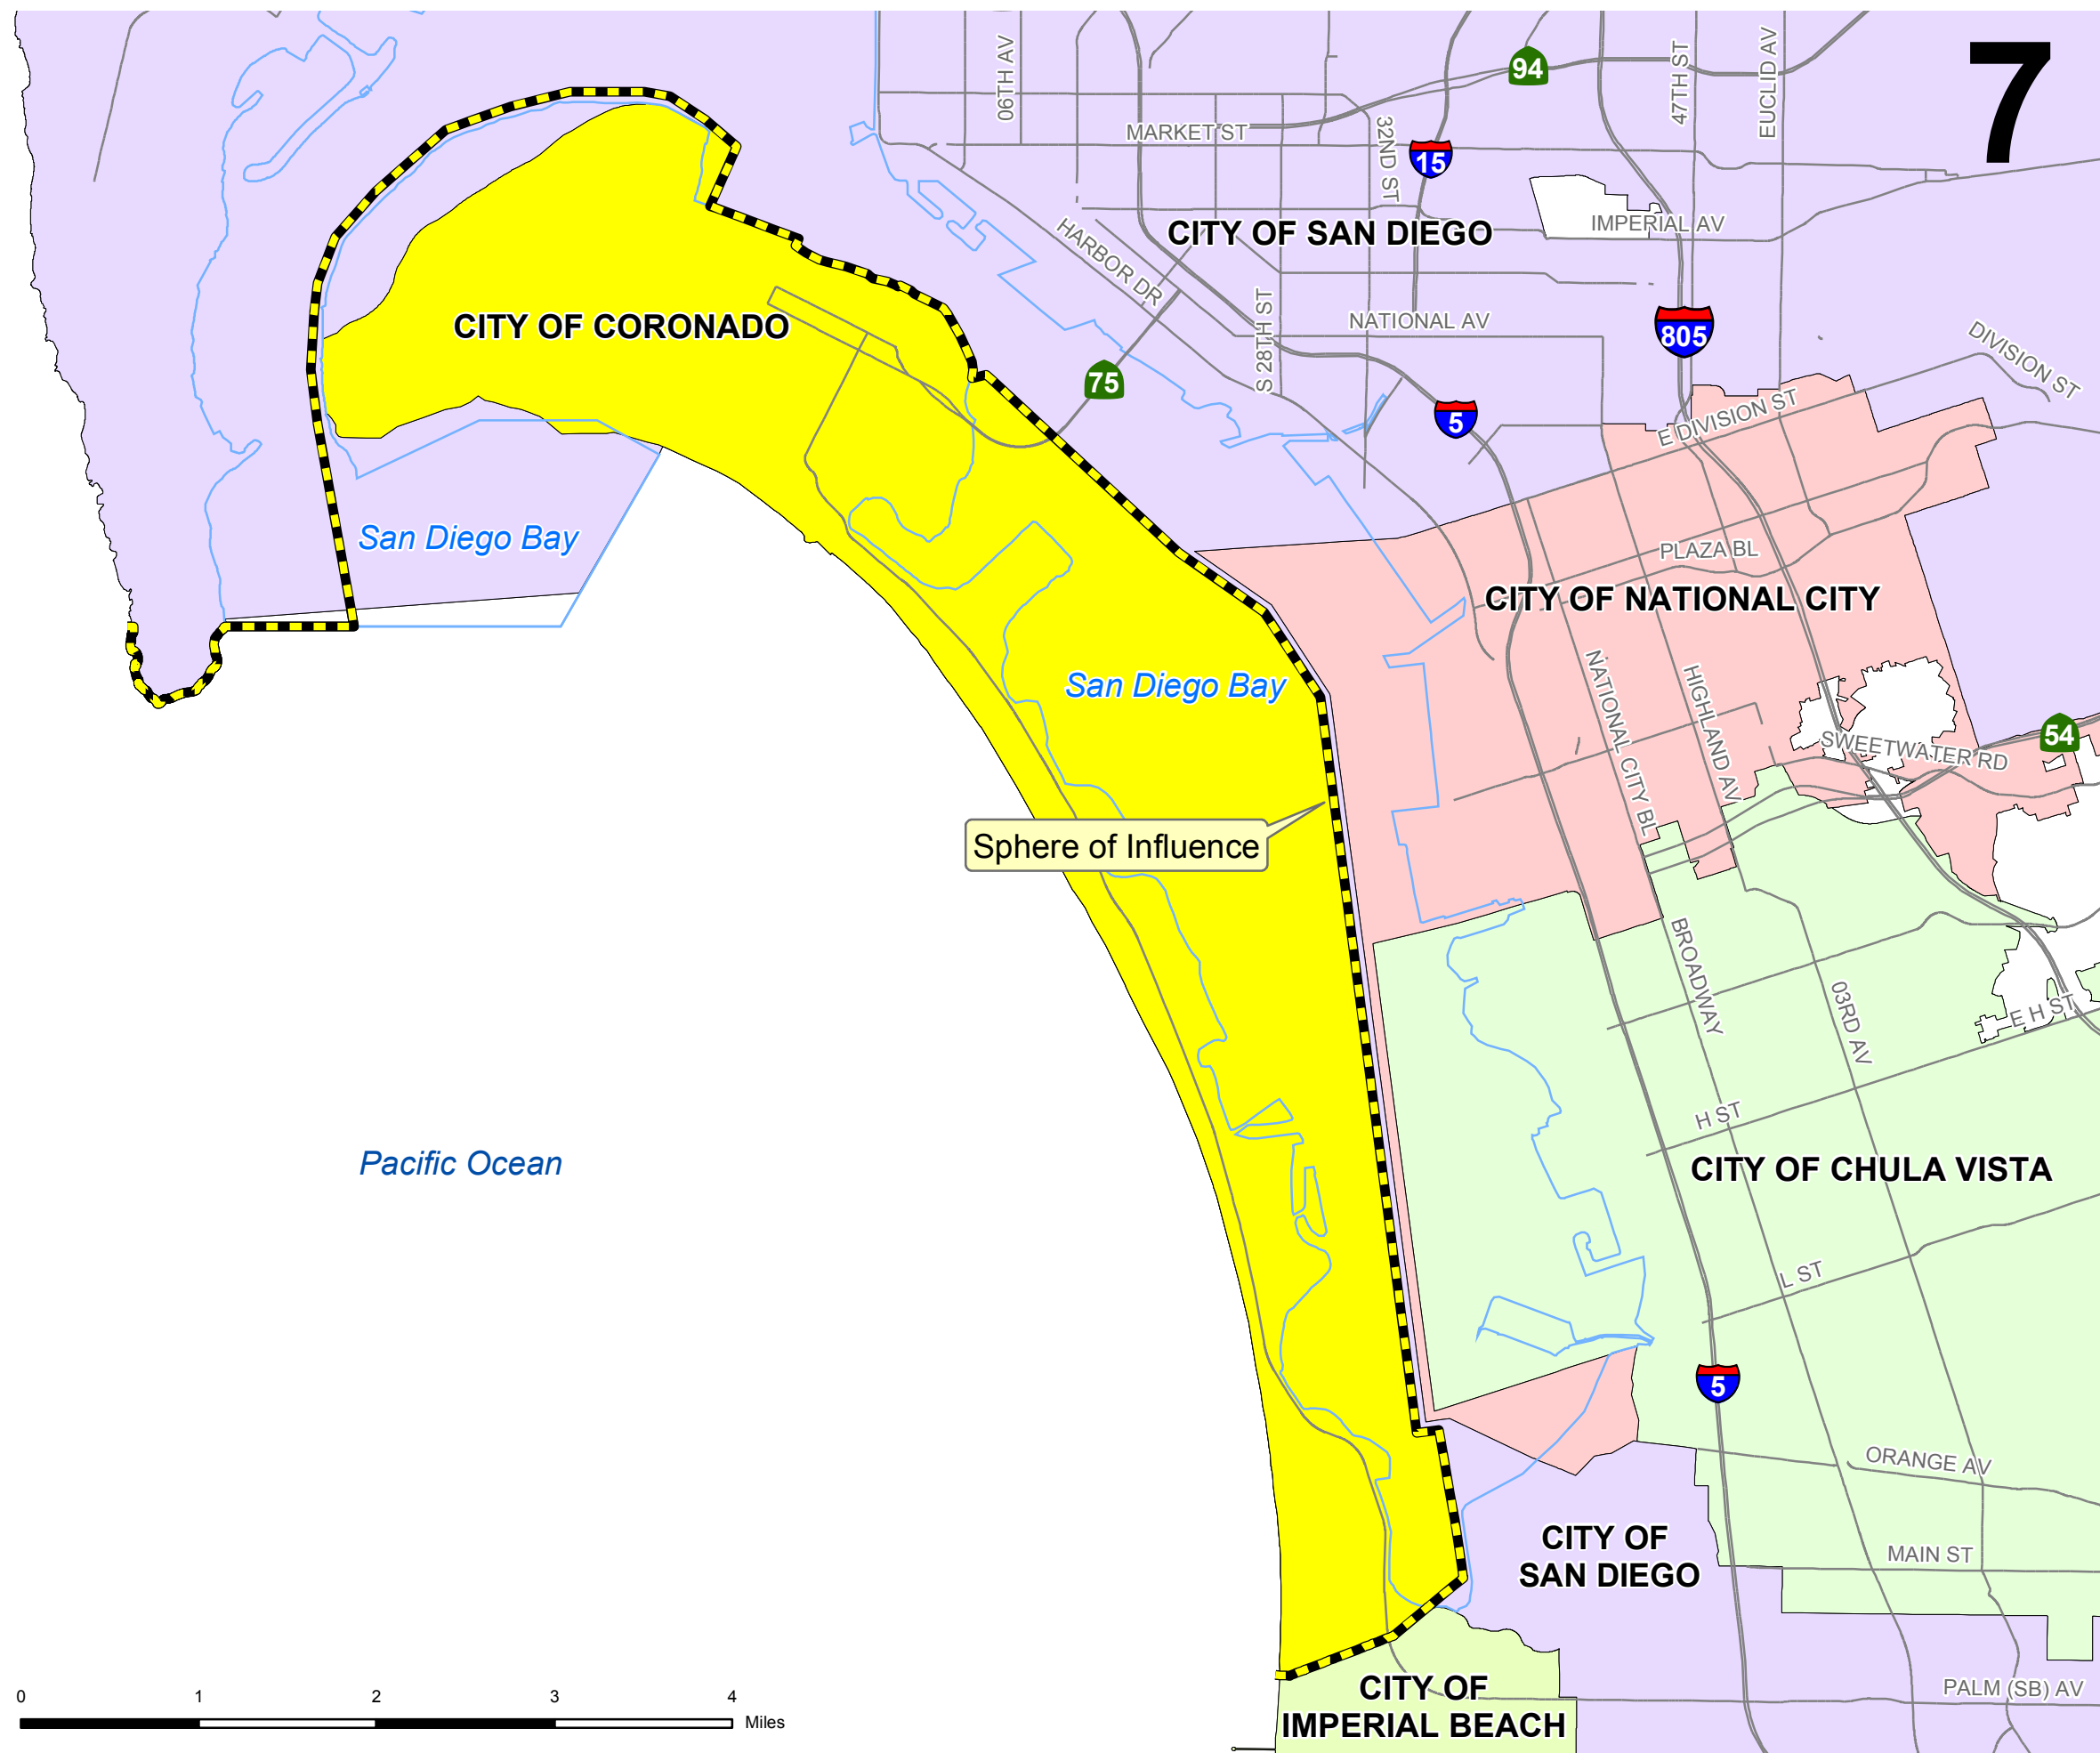 7
06TH AV
MARKET ST
32ND ST
15
94
47TH ST
EUCLID AV
CITY OF SAN DIEGO
IMPERIAL AV
HARBOR DR
S 28TH ST
NATIONAL AV
805
DIVISION ST
CITY OF CORONADO
75
5
E DIVISION ST
San Diego Bay
PLAZA BL
CITY OF NATIONAL CITY
San Diego Bay
NATIONAL CITY BL
HIGHLAND AV
54
SWEETWATER RD
Sphere of Influence
BROADWAY
03RD AV
E H ST
H ST
Pacific Ocean
CITY OF CHULA VISTA
L ST
5
ORANGE AV
CITY OF
SAN DIEGO
MAIN ST
CITY OF
IMPERIAL BEACH
PALM (SB) AV
0 1 2 3 4
Miles